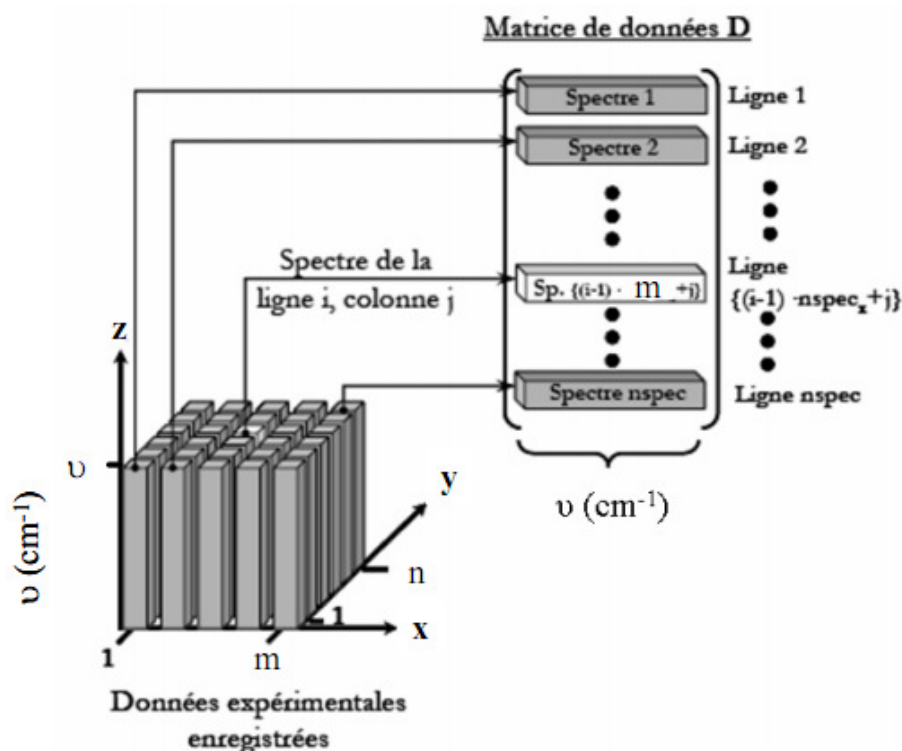 Matrice de données D
Spectre 1
Ligne 1
Spectre 2
Ligne 2
Spectre de la
ligne i, colonne j
Sp. {(i-1) · m +j}
Ligne
{(i-1) ·nspecx+j}
Spectre nspec
Ligne nspec
υ (cm-1)
z
υ
υ (cm-1)
y
n
1
x
1
m
Données expérimentales
enregistrées